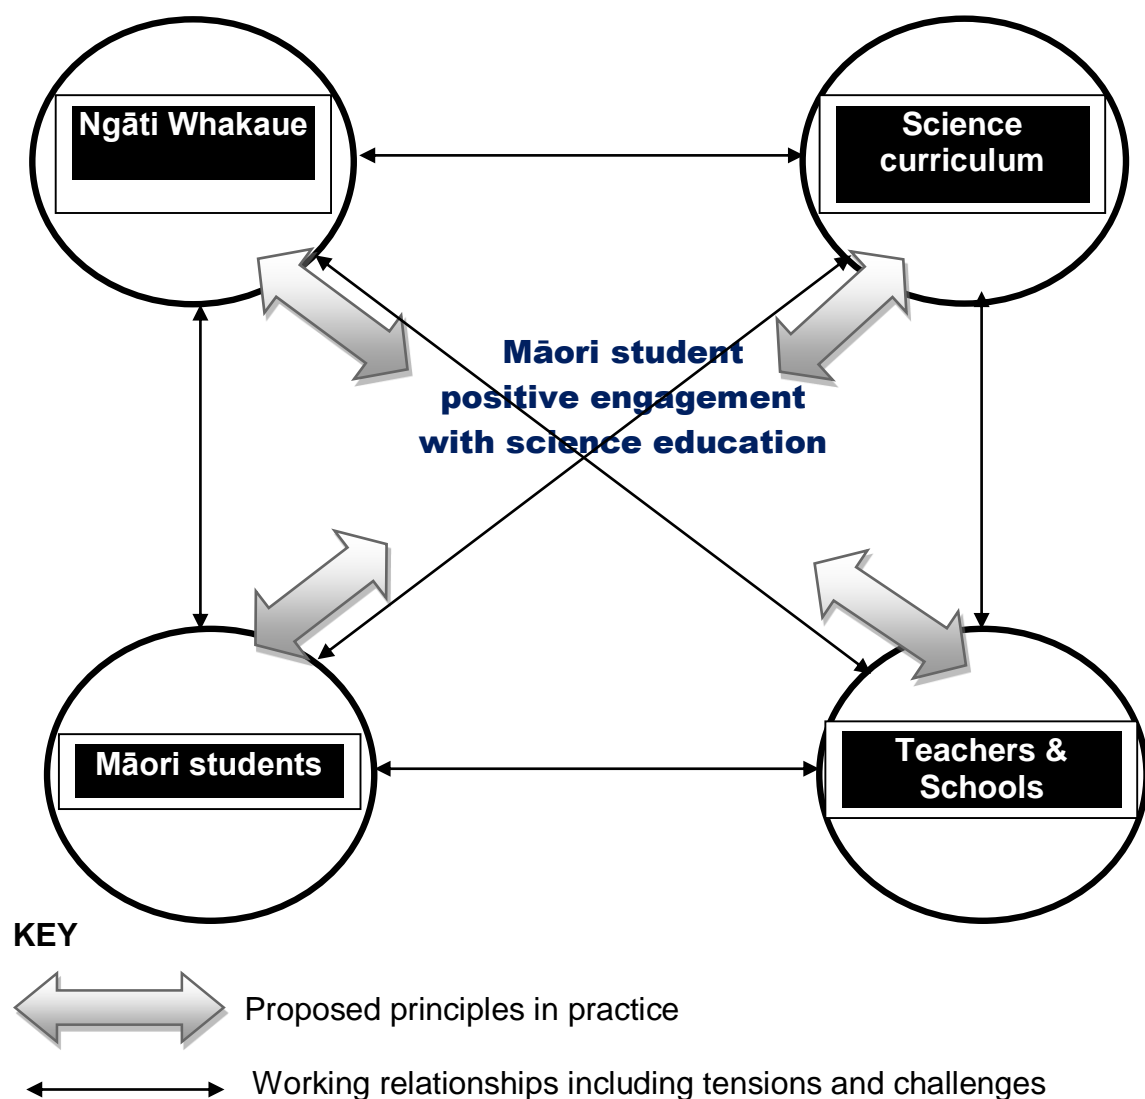 Ngāti Whakaue
Science
curriculum
Māori student
positive engagement
with science education
Māori students
Teachers &
Schools
KEY
Proposed principles in practice
Working relationships including tensions and challenges